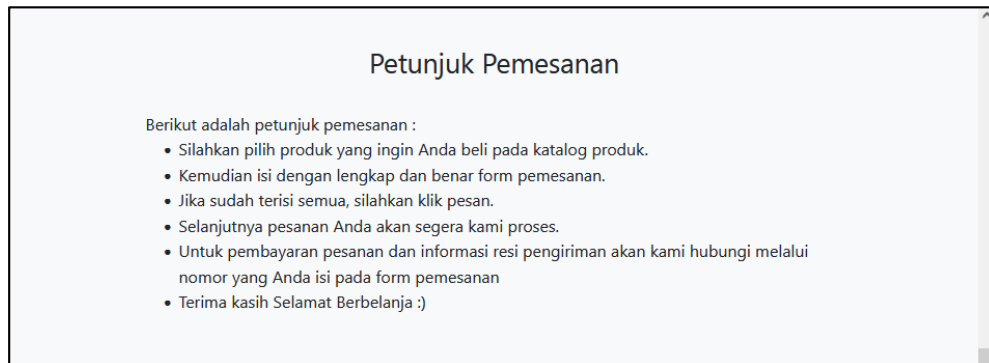 Petunjuk Pemesanan
Berikut adalah petunjuk pemesanan :
• Silahkan pilih produk yang ingin Anda beli pada katalog produk.
• Kemudian isi dengan lengkap dan benar form pemesanan.
• Jika sudah terisi semua, silahkan klik pesan.
• Selanjutnya pesanan Anda akan segera kami proses.
• Untuk pembayaran pesanan dan informasi resi pengiriman akan kami hubungi melalui
nomor yang Anda isi pada form pemesanan
• Terima kasih Selamat Berbelanja :)